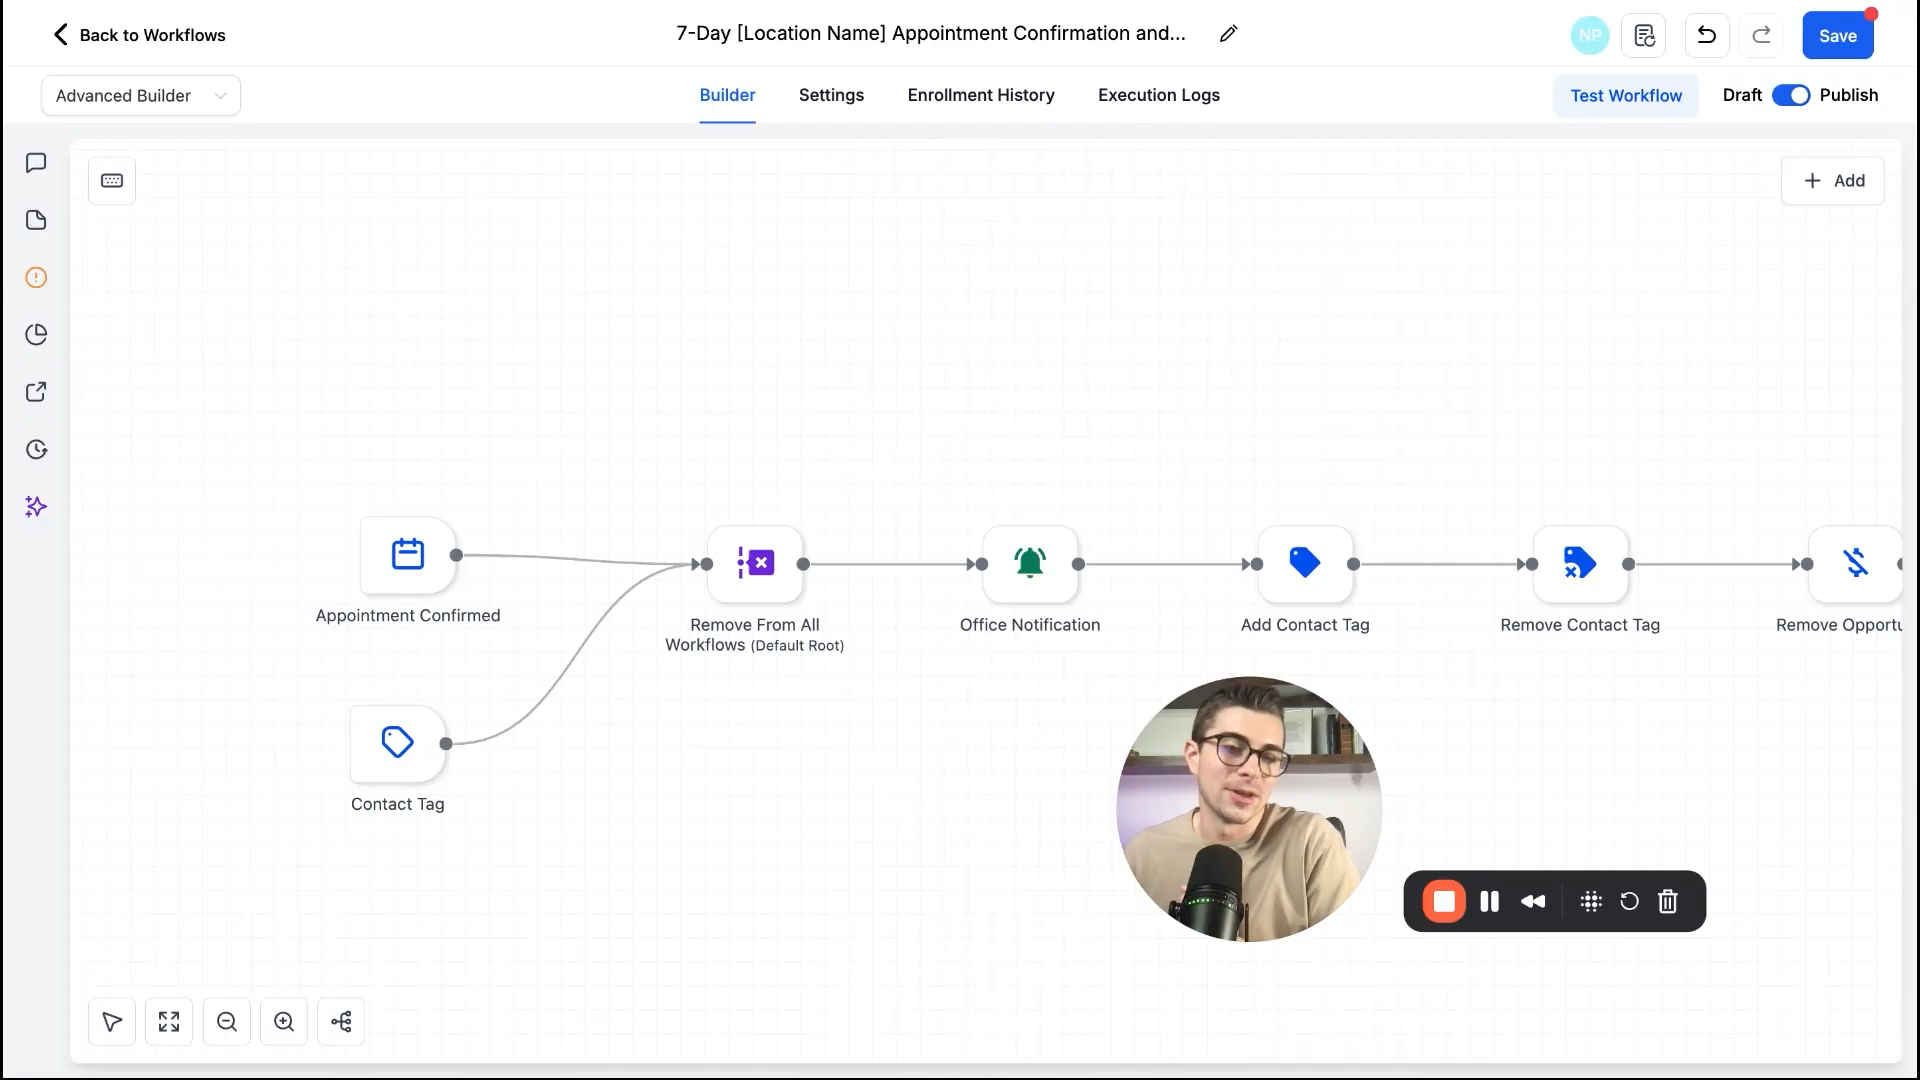 Back to Workflows
7-Day [Location Name] Appointment Confirmation and...
NP
Save
Advanced Builder
Builder
Settings
Enrollment History
Execution Logs
Test Workflow
Draft
Publish
Add
Appointment Confirmed
Remove From All
Workflows (Default Root)
Office Notification
Add Contact Tag
Remove Contact Tag
Remove Opportu
Contact Tag